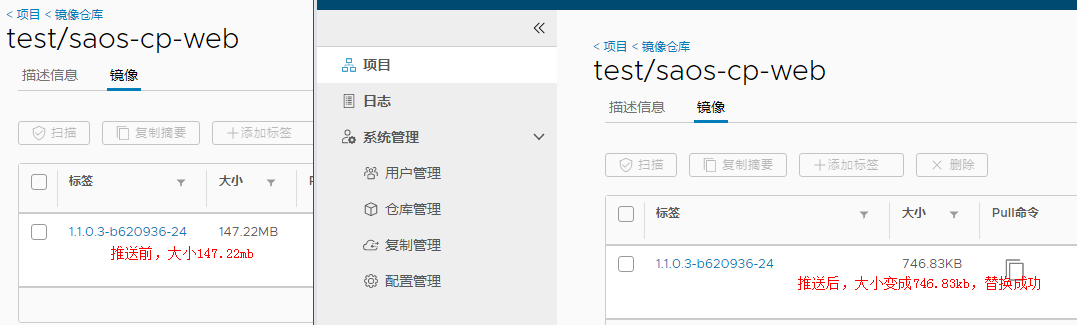 < 项目 < 镜像仓库
test/saos-cp-web
描述信息 镜像
扫描 复制摘要 +添加标签
标签 大小
1.1.0.3-b620936-24 147.22MB
推送前，大小147.22mb
项目
日志
系统管理
用户管理
仓库管理
复制管理
配置管理
< 项目 < 镜像仓库
test/saos-cp-web
描述信息 镜像
扫描 复制摘要 +添加标签 × 删除
标签 大小 Pull命令
1.1.0.3-b620936-24 746.83KB
推送后，大小变成746.83kb，替换成功